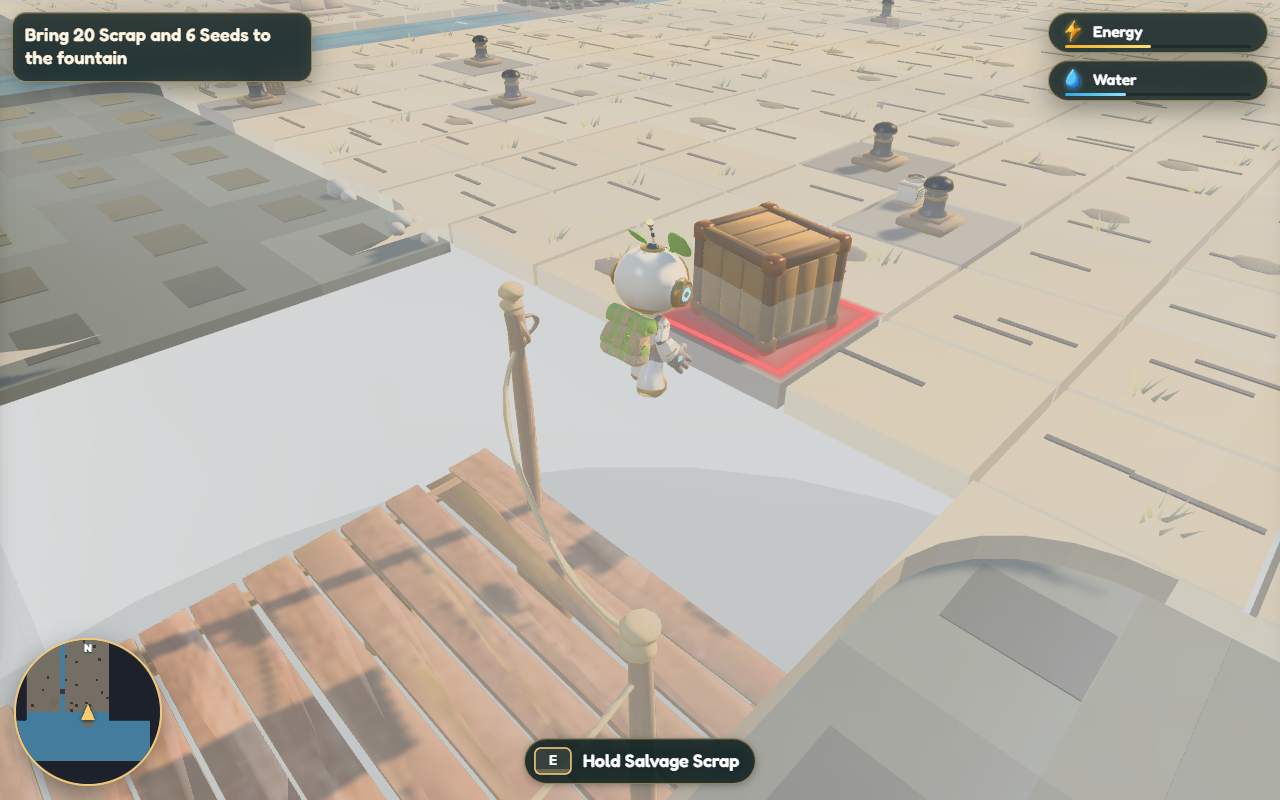 Bring 20 Scrap and 6 Seeds to
the fountain
Energy
Water
N
E Hold Salvage Scrap